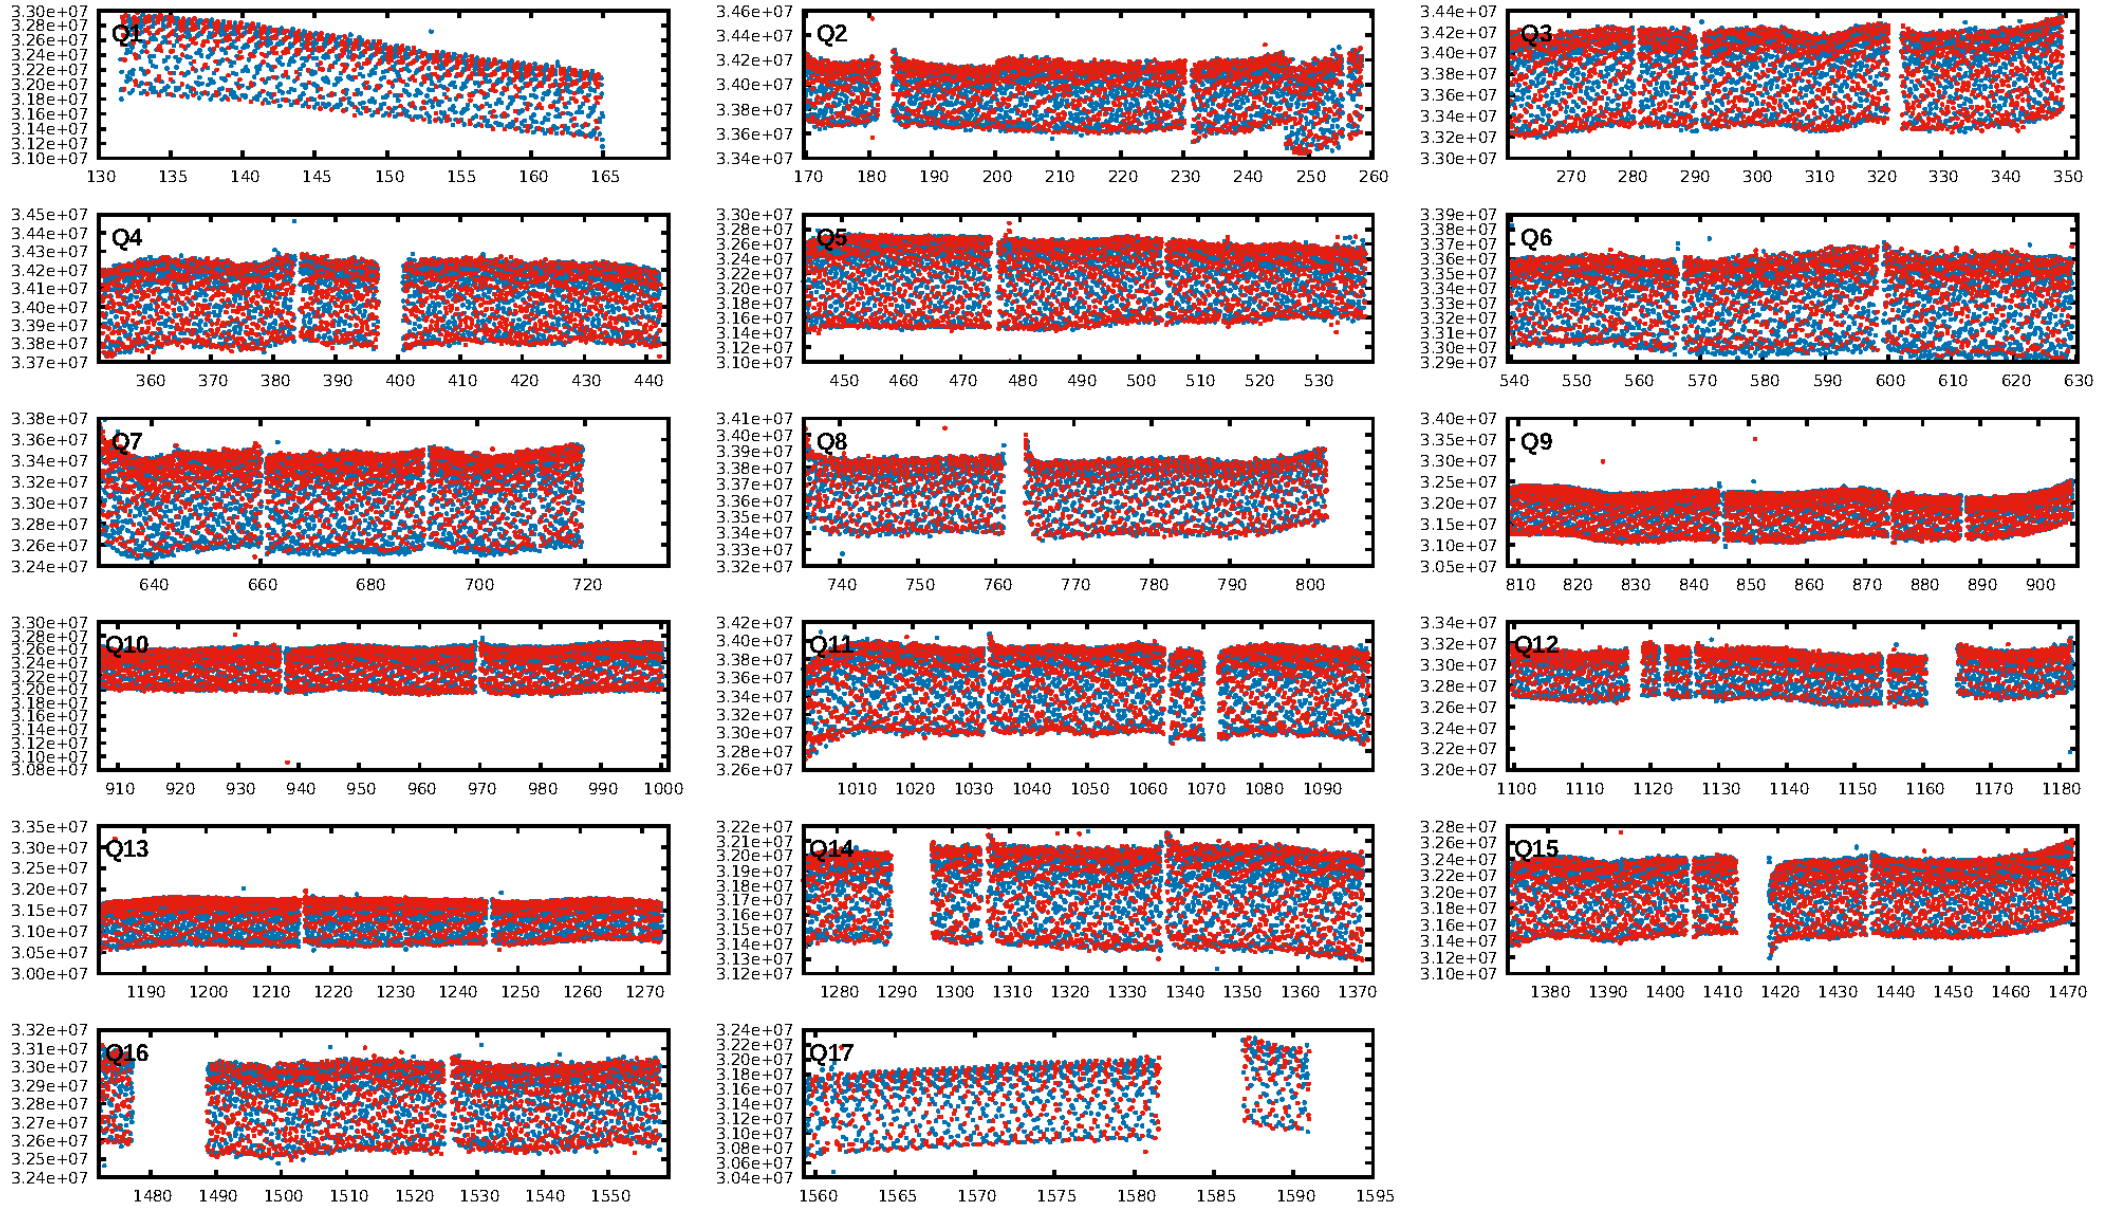 Q1
3.30e+07
3.28e+07
3.26e+07
3.24e+07
3.22e+07
3.20e+07
3.18e+07
3.16e+07
3.14e+07
3.12e+07
3.10e+07
130 135 140 145 150 155 160 165
Q2
3.46e+07
3.44e+07
3.42e+07
3.40e+07
3.38e+07
3.36e+07
3.34e+07
170 180 190 200 210 220 230 240 250 260
Q3
3.44e+07
3.42e+07
3.40e+07
3.38e+07
3.36e+07
3.34e+07
3.32e+07
3.30e+07
270 280 290 300 310 320 330 340 350
Q4
3.45e+07
3.44e+07
3.43e+07
3.42e+07
3.41e+07
3.40e+07
3.39e+07
3.38e+07
3.37e+07
360 370 380 390 400 410 420 430 440
Q5
3.30e+07
3.28e+07
3.26e+07
3.24e+07
3.22e+07
3.20e+07
3.18e+07
3.16e+07
3.14e+07
3.12e+07
3.10e+07
450 460 470 480 490 500 510 520 530
Q6
3.39e+07
3.38e+07
3.37e+07
3.36e+07
3.35e+07
3.34e+07
3.33e+07
3.32e+07
3.31e+07
3.30e+07
3.29e+07
540 550 560 570 580 590 600 610 620 630
Q7
3.38e+07
3.36e+07
3.34e+07
3.32e+07
3.30e+07
3.28e+07
3.26e+07
3.24e+07
640 660 680 700 720
Q8
3.41e+07
3.40e+07
3.39e+07
3.38e+07
3.37e+07
3.36e+07
3.35e+07
3.34e+07
3.33e+07
3.32e+07
740 750 760 770 780 790 800
Q9
3.40e+07
3.35e+07
3.30e+07
3.25e+07
3.20e+07
3.15e+07
3.10e+07
3.05e+07
810 820 830 840 850 860 870 880 890 900
Q10
3.30e+07
3.28e+07
3.26e+07
3.24e+07
3.22e+07
3.20e+07
3.18e+07
3.16e+07
3.14e+07
3.12e+07
3.10e+07
3.08e+07
910 920 930 940 950 960 970 980 990 1000
Q11
3.42e+07
3.40e+07
3.38e+07
3.36e+07
3.34e+07
3.32e+07
3.30e+07
3.28e+07
3.26e+07
1010 1020 1030 1040 1050 1060 1070 1080 1090
Q12
3.34e+07
3.32e+07
3.30e+07
3.28e+07
3.26e+07
3.24e+07
3.22e+07
3.20e+07
1100 1110 1120 1130 1140 1150 1160 1170 1180
Q13
3.35e+07
3.30e+07
3.25e+07
3.20e+07
3.15e+07
3.10e+07
3.05e+07
3.00e+07
1190 1200 1210 1220 1230 1240 1250 1260 1270
Q14
3.22e+07
3.21e+07
3.20e+07
3.19e+07
3.18e+07
3.17e+07
3.16e+07
3.15e+07
3.14e+07
3.13e+07
3.12e+07
1280 1290 1300 1310 1320 1330 1340 1350 1360 1370
Q15
3.28e+07
3.26e+07
3.24e+07
3.22e+07
3.20e+07
3.18e+07
3.16e+07
3.14e+07
3.12e+07
3.10e+07
1380 1390 1400 1410 1420 1430 1440 1450 1460 1470
Q16
3.32e+07
3.31e+07
3.30e+07
3.29e+07
3.28e+07
3.27e+07
3.26e+07
3.25e+07
3.24e+07
1480 1490 1500 1510 1520 1530 1540 1550
Q17
3.24e+07
3.22e+07
3.20e+07
3.18e+07
3.16e+07
3.14e+07
3.12e+07
3.10e+07
3.08e+07
3.06e+07
3.04e+07
1560 1565 1570 1575 1580 1585 1590 1595